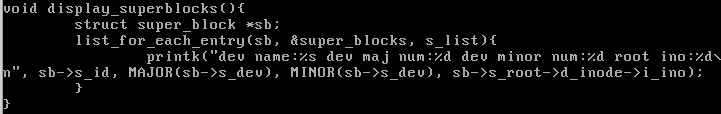 void display_superblocks(){
struct super_block *sb;
list_for_each_entry(sb, &super_blocks, s_list){
printk("dev name:%s dev maj num:%d dev minor num:%d root ino:%d\
n", sb->s_id, MAJOR(sb->s_dev), MINOR(sb->s_dev), sb->s_root->d_inode->i_ino);
}
}